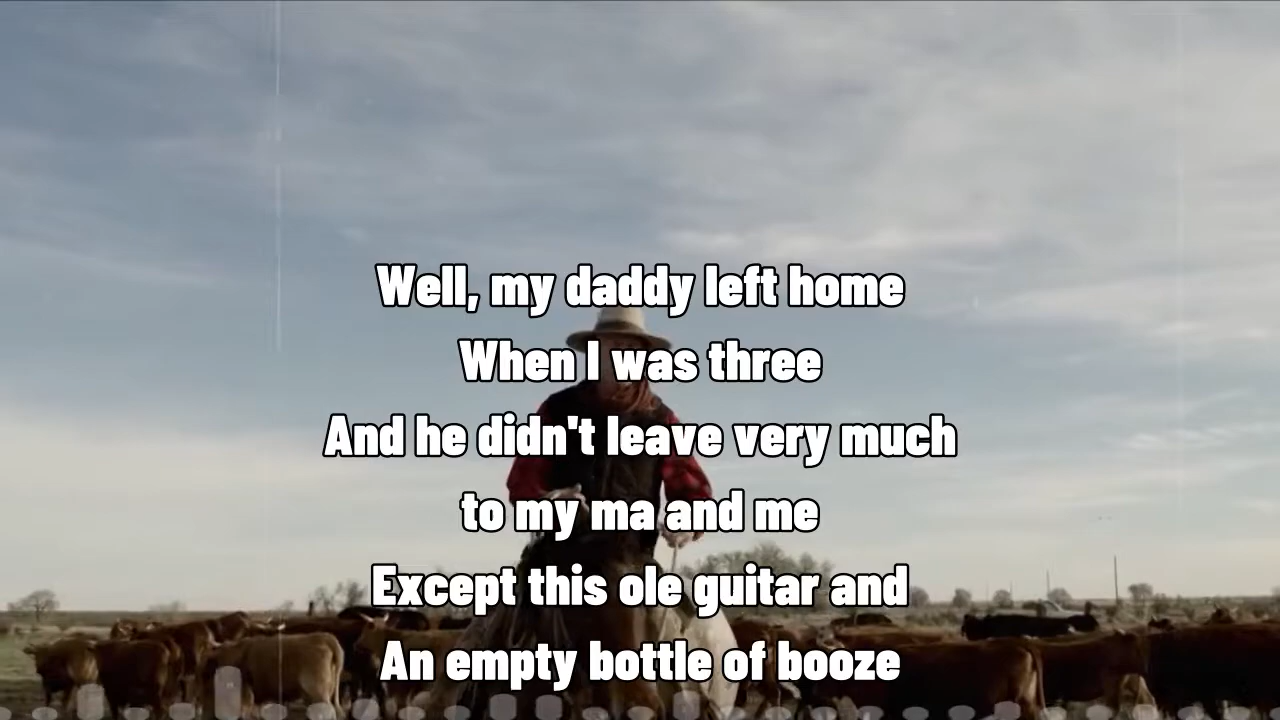 Well, my daddy left home
When I was three
And he didn't leave very much
to my ma and me
Except this ole guitar and
An empty bottle of booze